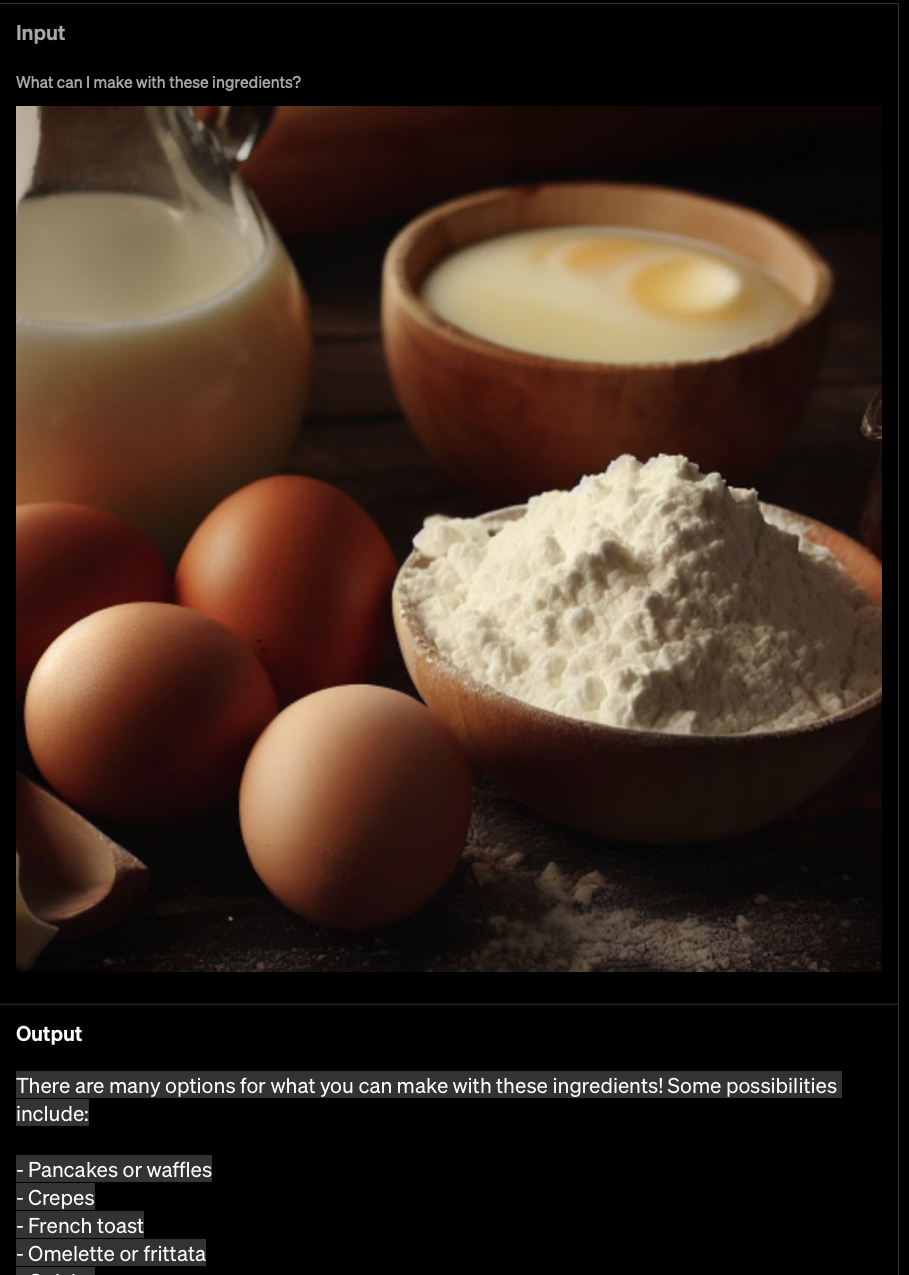 Input
What can I make with these ingredients?
Output
There are many options for what you can make with these ingredients! Some possibilities
include:
- Pancakes or waffles
- Crepes
- French toast
- Omelette or frittata